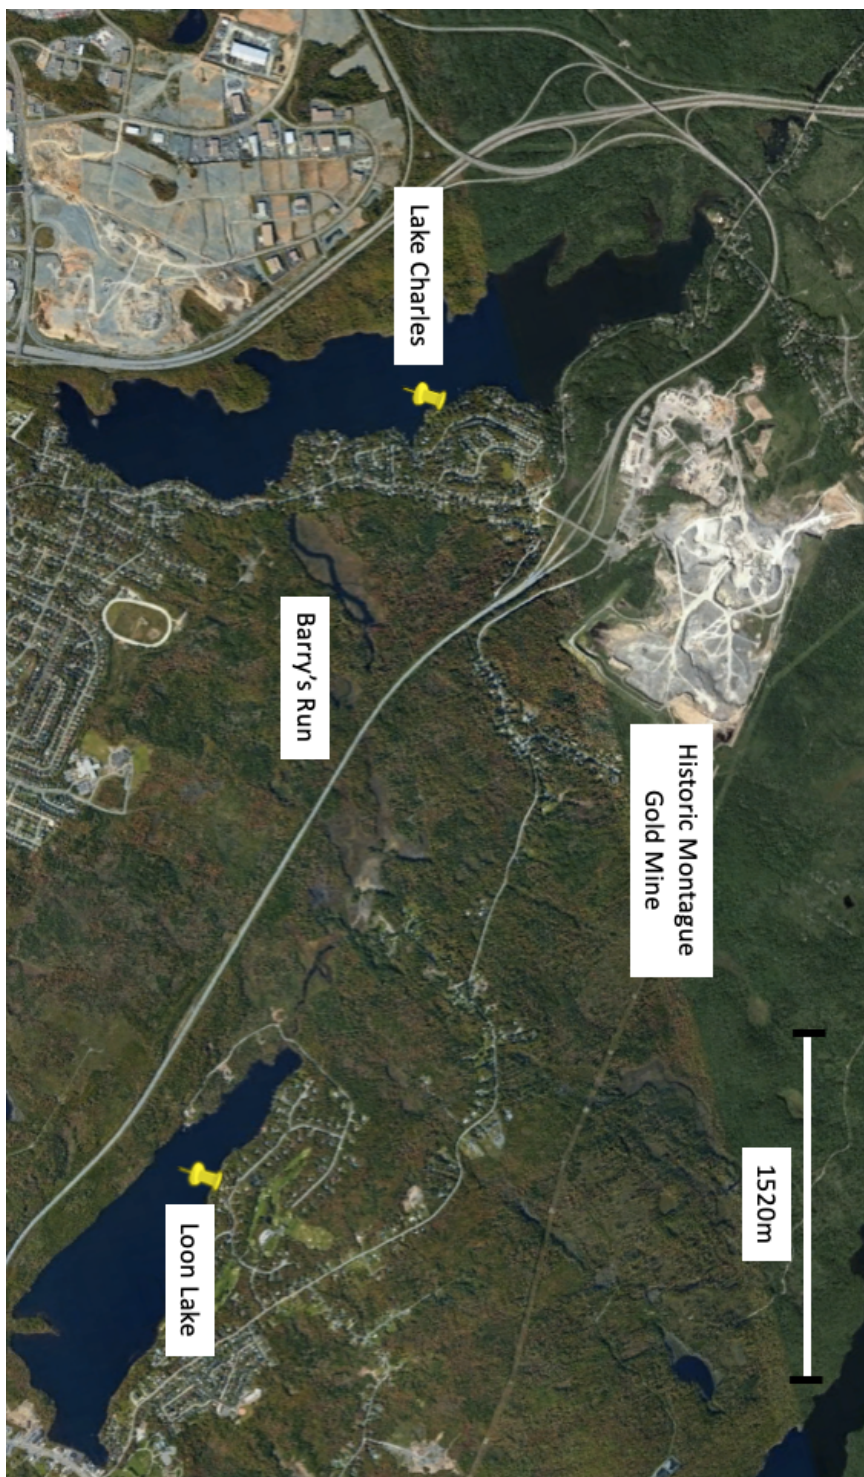 Lake Charles
Barry's Run
Historic Montague
Gold Mine
1520m
Loon Lake